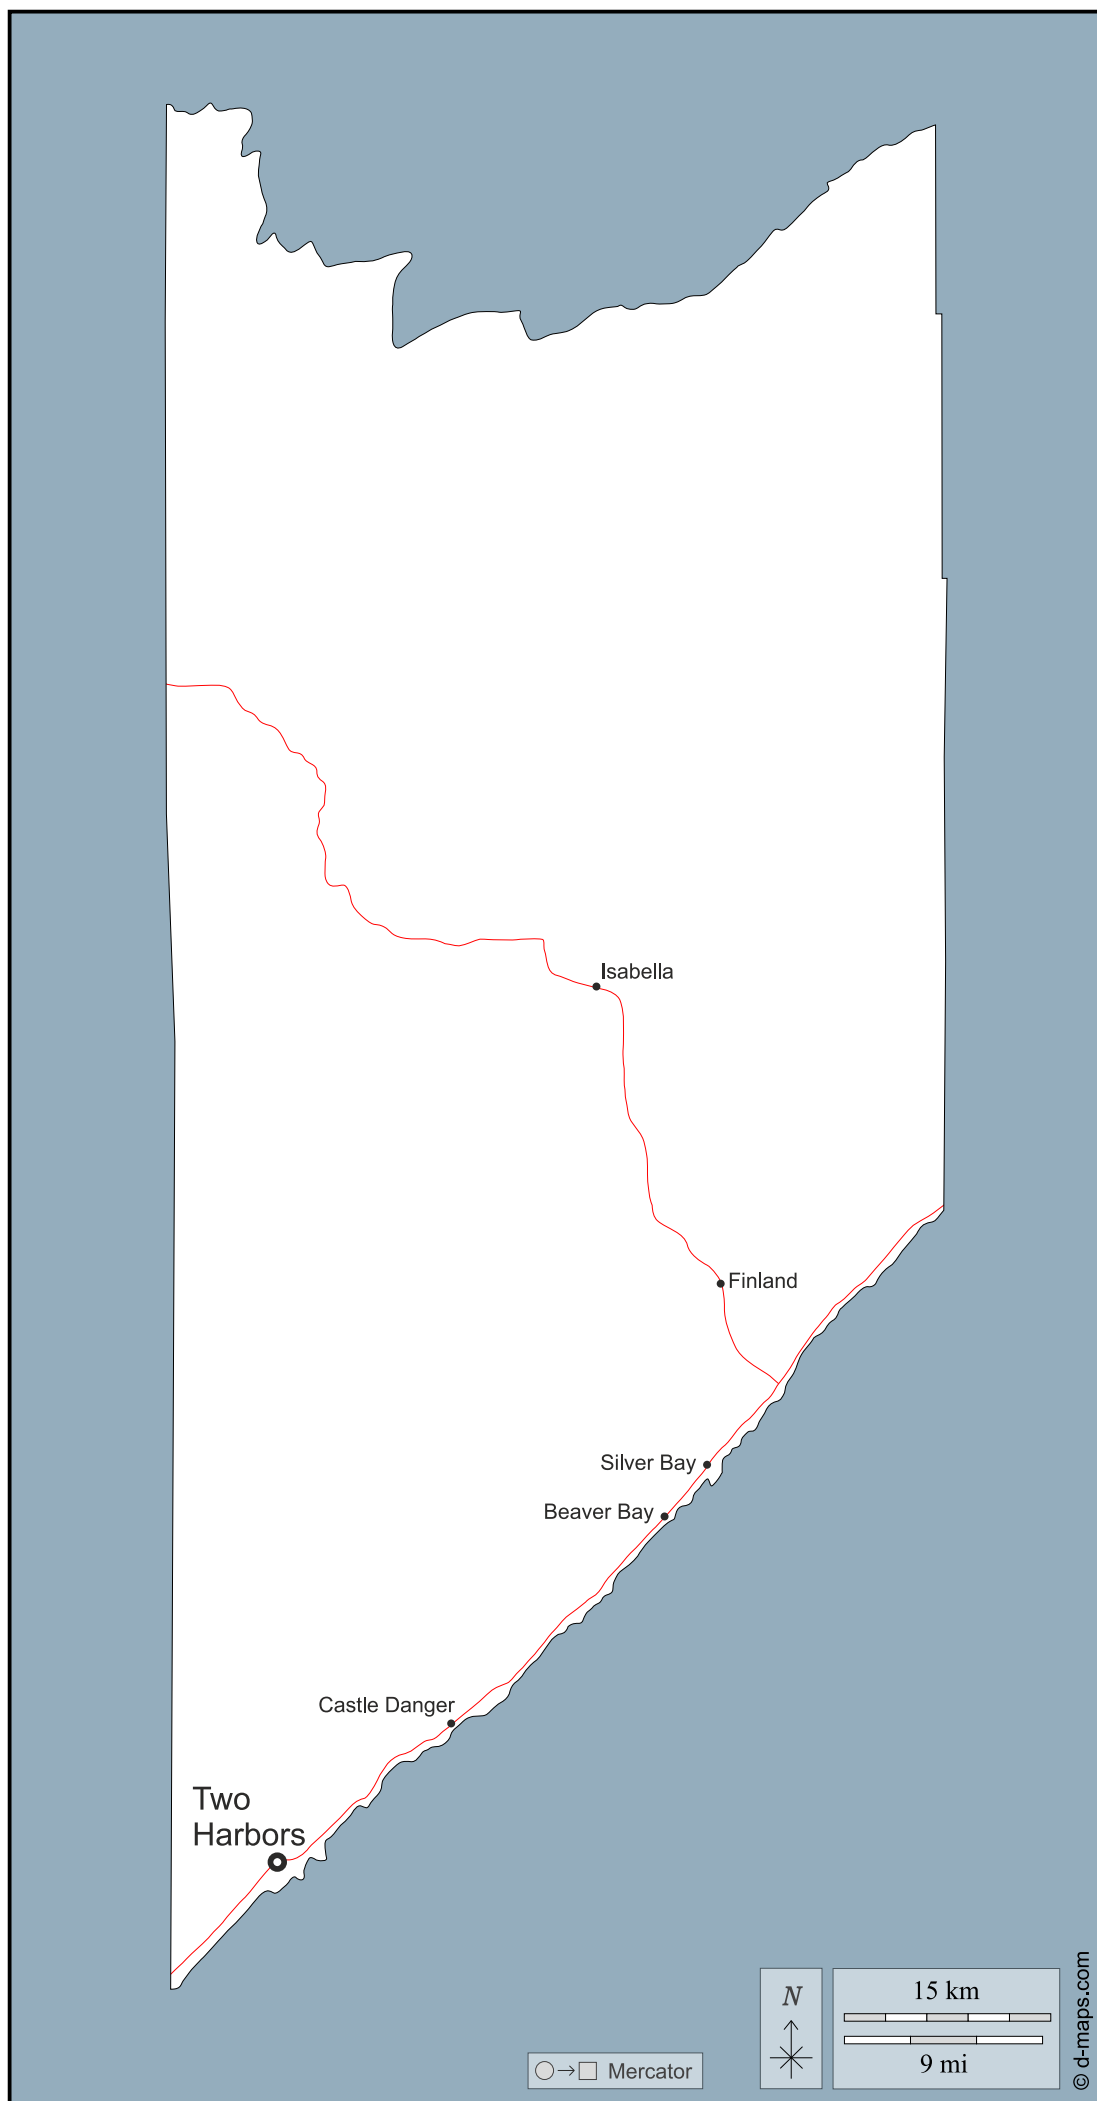 Isabella
Finland
Silver Bay
Beaver Bay
Castle Danger
Two
Harbors
N
15 km
9 mi
Mercator
© d-maps.com